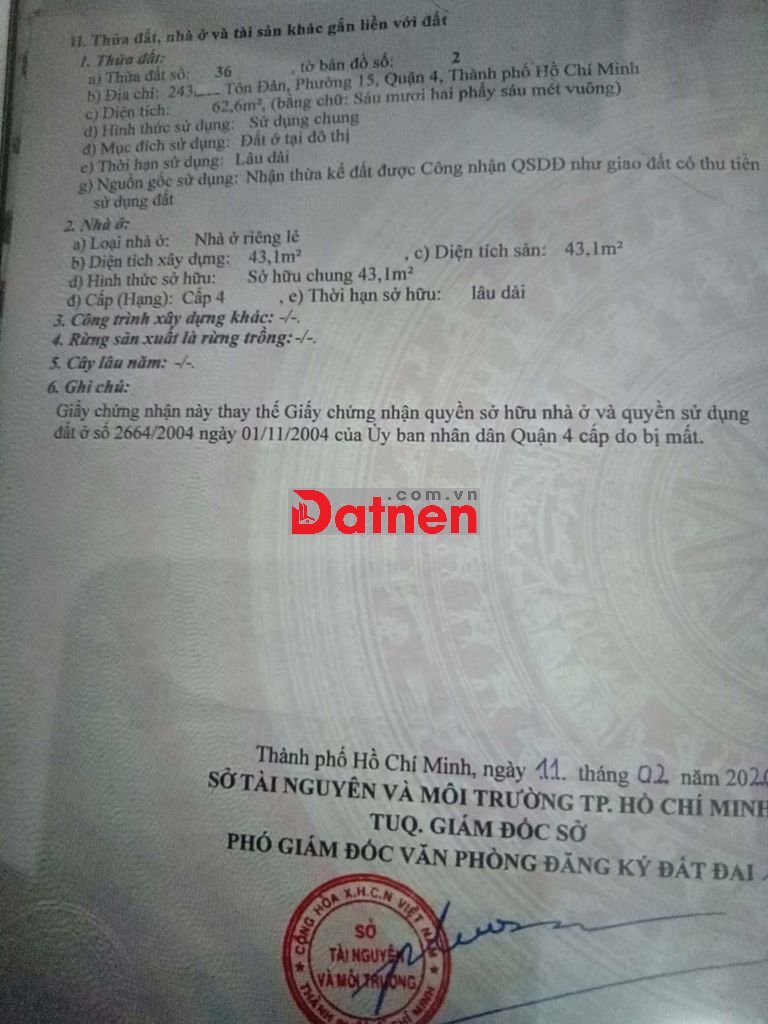 II. Thửa đất, nhà ở và tài sản khác gắn liền với đất
1. Thửa đất:
a) Thửa đất số: 36 , tờ bản đồ số: 2
b) Địa chỉ: 243 Tôn Đản, Phường 15, Quận 4, Thành phố Hồ Chí Minh
c) Diện tích: 62,6m², (bằng chữ: Sáu mươi hai phẩy sáu mét vuông)
d) Hình thức sử dụng: Sử dụng chung
đ) Mục đích sử dụng: Đất ở tại đô thị
e) Thời hạn sử dụng: Lâu dài
g) Nguồn gốc sử dụng: Nhận thừa kế đất được Công nhận QSDĐ như giao đất có thu tiền
sử dụng đất
2. Nhà ở:
a) Loại nhà ở: Nhà ở riêng lẻ
b) Diện tích xây dựng: 43,1m² , c) Diện tích sàn: 43,1m²
d) Hình thức sở hữu: Sở hữu chung 43,1m²
đ) Cấp (Hạng): Cấp 4 , e) Thời hạn sở hữu: lâu dài
3. Công trình xây dựng khác: -/-.
4. Rừng sản xuất là rừng trồng: -/-.
5. Cây lâu năm: -/-.
6. Ghi chú:
Giấy chứng nhận này thay thế Giấy chứng nhận quyền sở hữu nhà ở và quyền sử dụng
đất ở số 2664/2004 ngày 01/11/2004 của Ủy ban nhân dân Quận 4 cấp do bị mất.
.com.vn
Datnen
Thành phố Hồ Chí Minh, ngày 11. tháng 02 năm 2020
SỞ TÀI NGUYÊN VÀ MÔI TRƯỜNG TP. HỒ CHÍ MINH
TUQ. GIÁM ĐỐC SỞ
PHÓ GIÁM ĐỐC VĂN PHÒNG ĐĂNG KÝ ĐẤT ĐAI
CỘNG HÒA X.H.C.N VIỆT NAM
SỞ
TÀI NGUYÊN
VÀ MÔI TRƯỜNG
THÀNH PHỐ HỒ CHÍ MINH